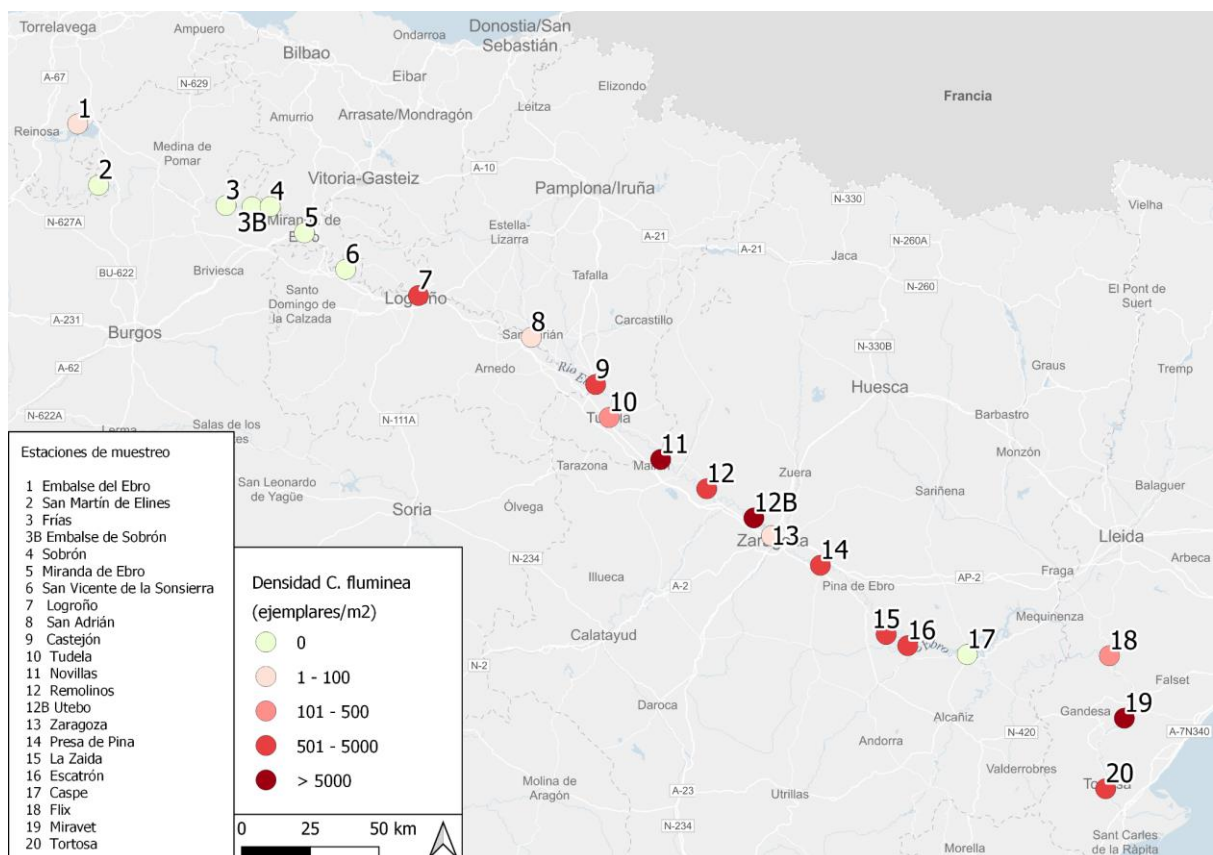 Torrelavega
Ampuero
Ondarroa
Donostia/San
Sebastián
Bilbao
Eibar
Elizondo
A-67
N-629
Francia
1
Arrasate/Mondragón
Leitza
Reinosa
Amurrio
Medina de
Pomar
2
A-10
Vitoria-Gasteiz
Pamplona/Iruña
3
4
N-330
Vielha
N-627A
3B
5
Estella-
Lizarra
A-21
A-21
N-260A
Jaca
6
BU-622
Briviesca
Tafalla
N-260
Santo
Domingo de
la Calzada
7
Logroño
El Pont de
Suert
A-231
Burgos
8
Carcastillo
N-330B
A-62
Arnedo
9
Río
Graus
Tremp
Huesca
N-622A
10
N-111A
Barbastro
Lerma
Salas de los
11
Monzón
Tarazona
Zuera
Balaguer
San Leonardo
de Yagüe
12
Sariñena
Soria
Ólvega
12B
13
Lleida
N-234
14
Arbeca
Illueca
Fraga
A-2
Pina de Ebro
AP-2
Calatayud
15
Mequinenza
16
Ebro
17
18
N-2
Falset
Daroca
Alcañiz
Gandesa
19
A-7N340
Andorra
N-420
Valderrobres
20
Molina de
Aragón
A-23
Utrillas
N-234
Morella
Sant Carles
de la Ràpita
Estaciones de muestreo
1 Embalse del Ebro
2 San Martín de Elines
3 Frías
3B Embalse de Sobrón
4 Sobrón
5 Miranda de Ebro
6 San Vicente de la Sonsierra
7 Logroño
8 San Adrián
9 Castejón
10 Tudela
11 Novillas
12 Remolinos
12B Utebo
13 Zaragoza
14 Presa de Pina
15 La Zaida
16 Escatrón
17 Caspe
18 Flix
19 Miravet
20 Tortosa
Densidad C. fluminea
(ejemplares/m2)
0
1 - 100
101 - 500
501 - 5000
> 5000
0 25 50 km